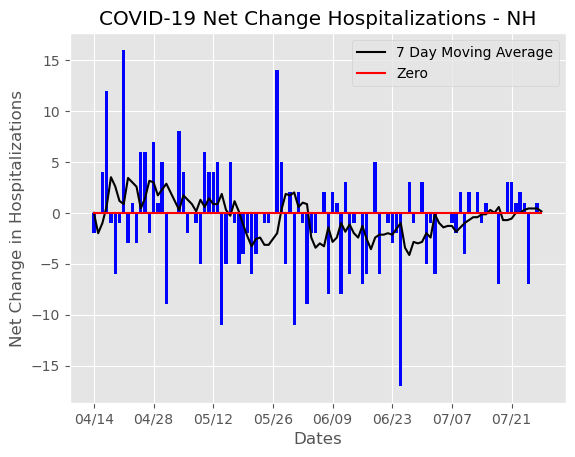 COVID-19 Net Change Hospitalizations - NH
7 Day Moving Average
Zero
Net Change in Hospitalizations
15
10
5
0
−5
−10
−15
04/14 04/28 05/12 05/26 06/09 06/23 07/07 07/21
Dates